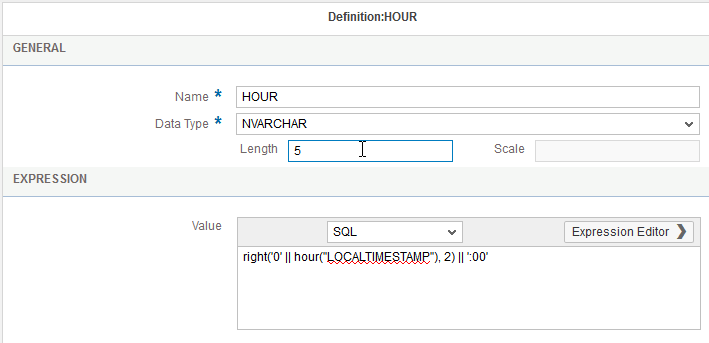 Definition:HOUR
GENERAL
Name * HOUR
Data Type * NVARCHAR
Length 5 Scale
EXPRESSION
Value SQL Expression Editor ❯
right('0' || hour("LOCALTIMESTAMP"), 2) || ':00'